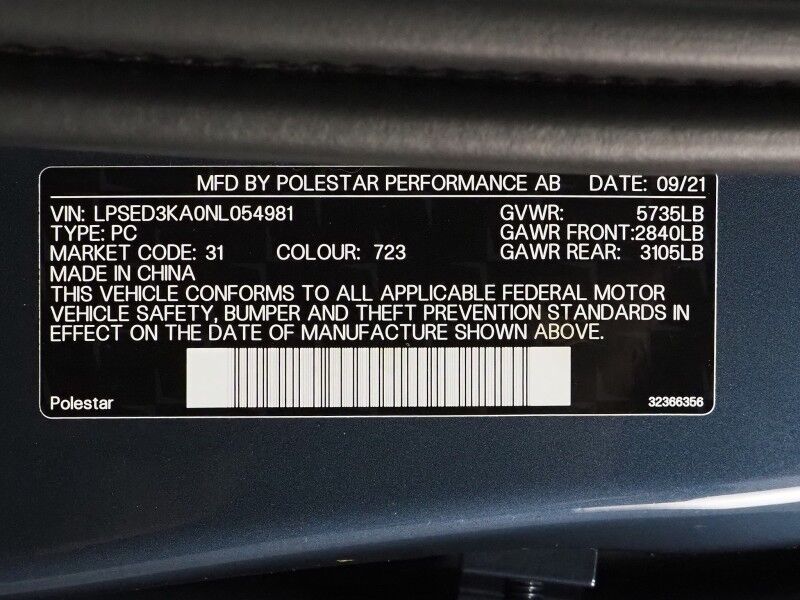 MFD BY POLESTAR PERFORMANCE AB DATE: 09/21
VIN: LPSED3KA0NL054981 GVWR: 5735LB
TYPE: PC GAWR FRONT:2840LB
MARKET CODE: 31 COLOUR: 723 GAWR REAR: 3105LB
MADE IN CHINA
THIS VEHICLE CONFORMS TO ALL APPLICABLE FEDERAL MOTOR
VEHICLE SAFETY, BUMPER AND THEFT PREVENTION STANDARDS IN
EFFECT ON THE DATE OF MANUFACTURE SHOWN ABOVE.
Polestar 32366356